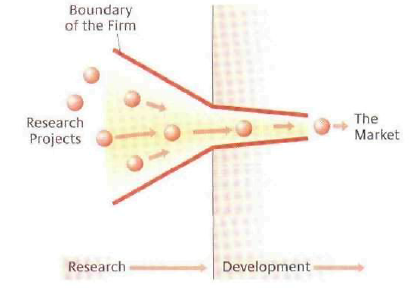 Boundary
of the Firm
Research
Projects
The
Market
Research
Development